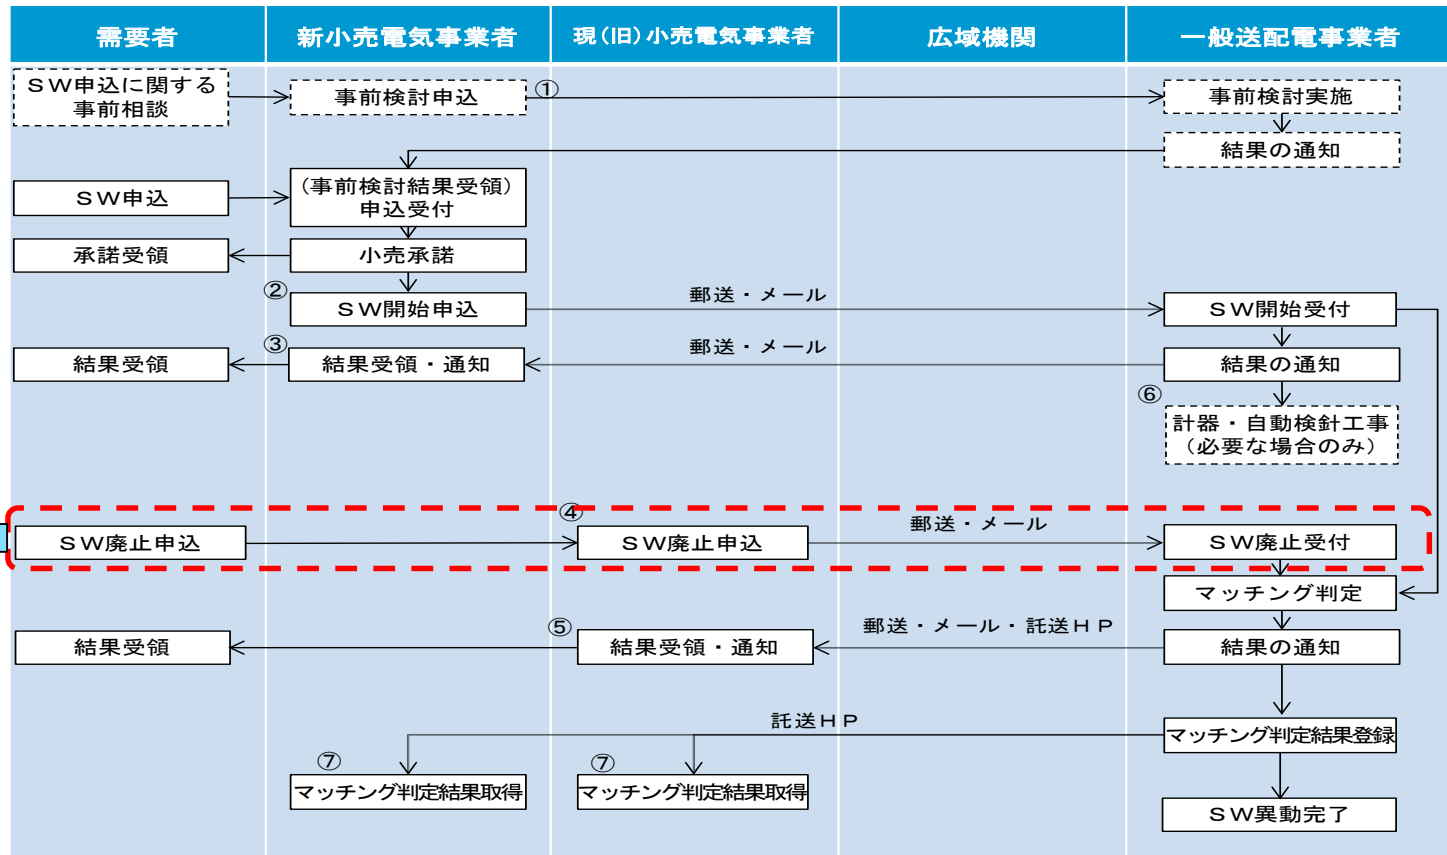 需要者
新小売電気事業者
現(旧)小売電気事業者
広域機関
一般送配電事業者
ＳＷ申込に関する
事前相談
事前検討申込
①
事前検討実施
結果の通知
(事前検討結果受領)
申込受付
ＳＷ申込
承諾受領
小売承諾
②
ＳＷ開始申込
郵送・メール
ＳＷ開始受付
結果受領
③
結果受領・通知
郵送・メール
結果の通知
⑥
計器・自動検針工事
(必要な場合のみ)
ＳＷ廃止申込
④
ＳＷ廃止申込
郵送・メール
ＳＷ廃止受付
マッチング判定
結果受領
⑤
結果受領・通知
郵送・メール・託送ＨＰ
結果の通知
託送ＨＰ
マッチング判定結果登録
⑦
マッチング判定結果取得
⑦
マッチング判定結果取得
ＳＷ異動完了